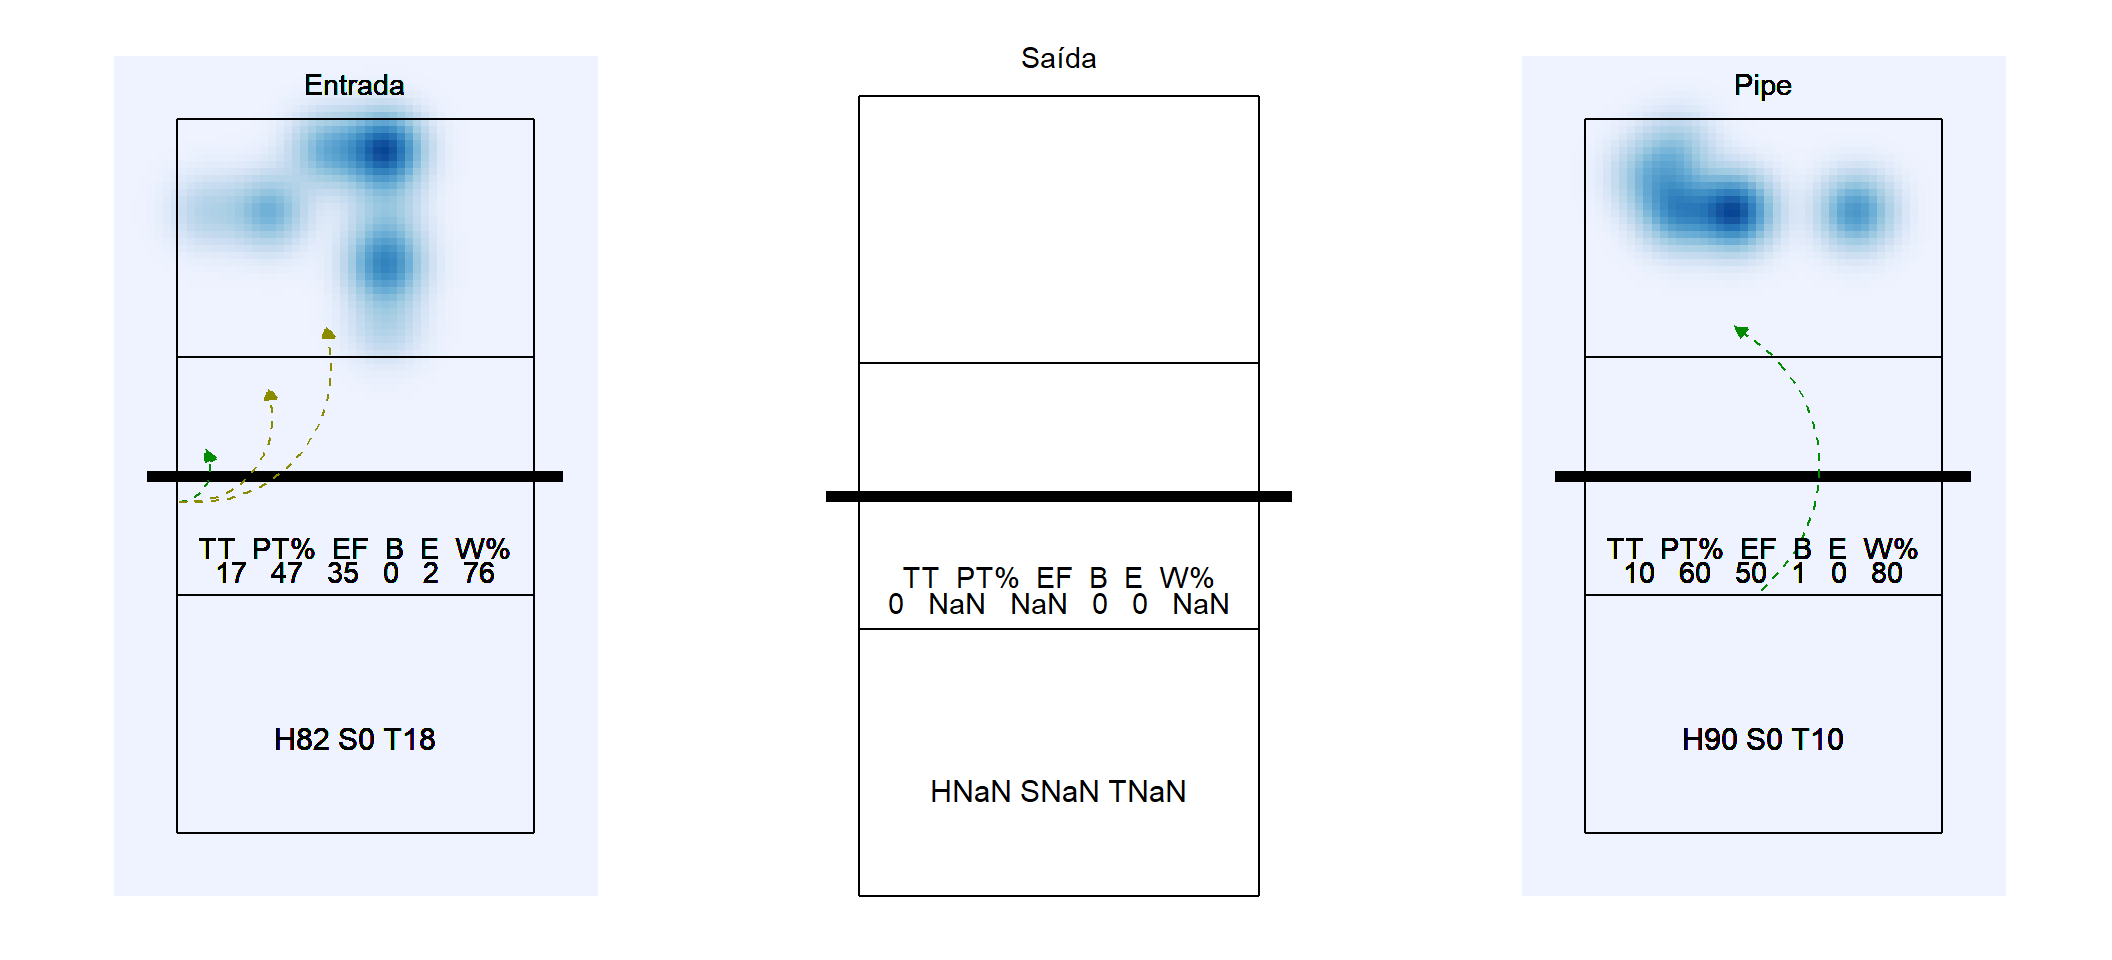 Entrada
TT PT% EF B E W%
17 47 35 0 2 76
H82 S0 T18
Saída
TT PT% EF B E W%
0 NaN NaN 0 0 NaN
HNaN SNaN TNaN
Pipe
TT PT% EF B E W%
10 60 50 1 0 80
H90 S0 T10